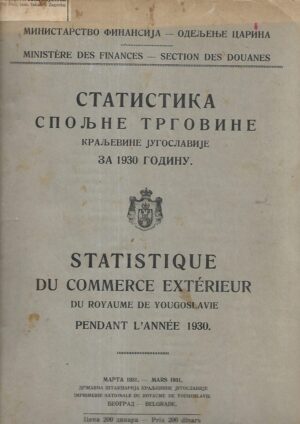 МИНИСТАРСТВО ФИНАНСИЈА — ОДЕЉЕЊЕ ЦАРИНА
MINISTÈRE DES FINANCES — SECTION DES DOUANES
СТАТИСТИКА
СПОЉНЕ ТРГОВИНЕ
КРАЉЕВИНЕ ЈУГОСЛАВИЈЕ
ЗА 1930 ГОДИНУ.
STATISTIQUE
DU COMMERCE EXTÉRIEUR
DU ROYAUME DE YOUGOSLAVIE
PENDANT L'ANNÉE 1930.
МАРТА 1931. — MARS 1931.
ДРЖАВНА ШТАМПАРИЈА КРАЉЕВИНЕ ЈУГОСЛАВИЈЕ
IMPRIMERIE NATIONALE DU ROYAUME DE YOUGOSLAVIE
БЕОГРАД — BELGRADE.
Цена 200 динара — Prix 200 dinars